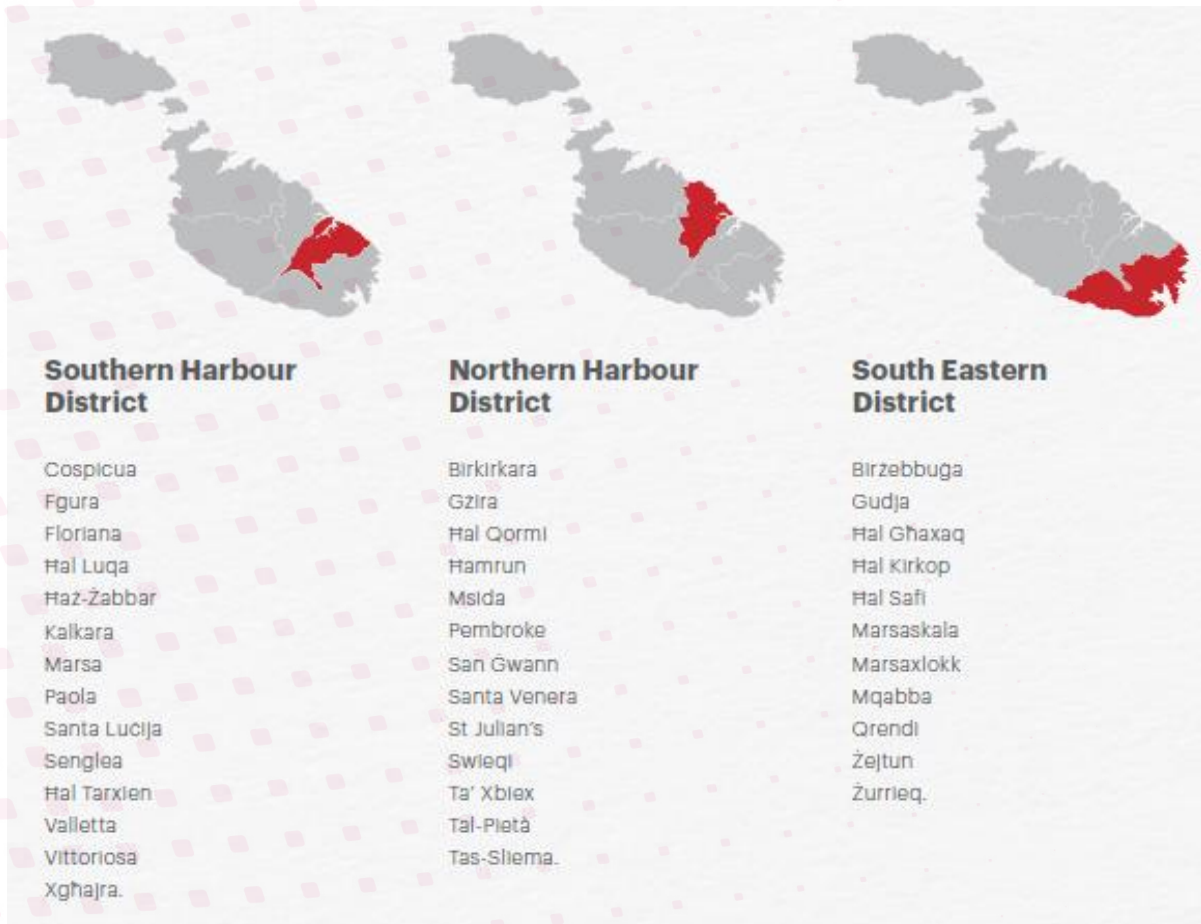 Southern Harbour
District
Cospicua
Fgura
Floriana
Ħal Luqa
Ħaż-Żabbar
Kalkara
Marsa
Paola
Santa Luċija
Senglea
Ħal Tarxien
Valletta
Vittoriosa
Xgħajra.
Northern Harbour
District
Birkirkara
Gżira
Ħal Qormi
Ħamrun
Msida
Pembroke
San Ġwann
Santa Venera
St Julian's
Swieqi
Ta' Xbiex
Tal-Pietà
Tas-Sliema.
South Eastern
District
Birżebbuġa
Gudja
Ħal Għaxaq
Ħal Kirkop
Ħal Safi
Marsaskala
Marsaxlokk
Mqabba
Qrendi
Żejtun
Żurrieq.